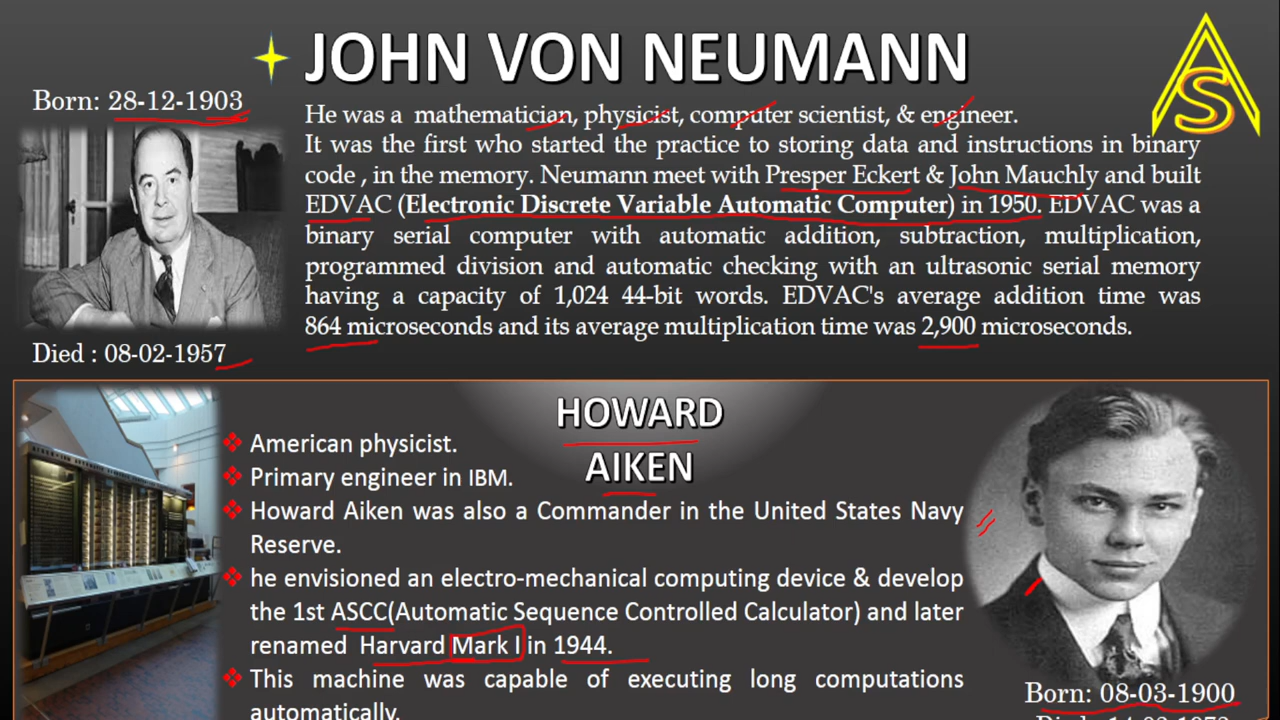 JOHN VON NEUMANN
Born: 28-12-1903
He was a mathematician, physicist, computer scientist, & engineer.
It was the first who started the practice to storing data and instructions in binary
code , in the memory. Neumann meet with Presper Eckert & John Mauchly and built
EDVAC (Electronic Discrete Variable Automatic Computer) in 1950. EDVAC was a
binary serial computer with automatic addition, subtraction, multiplication,
programmed division and automatic checking with an ultrasonic serial memory
having a capacity of 1,024 44-bit words. EDVAC's average addition time was
864 microseconds and its average multiplication time was 2,900 microseconds.
Died : 08-02-1957
AS
HOWARD
AIKEN
American physicist.
Primary engineer in IBM.
Howard Aiken was also a Commander in the United States Navy
Reserve.
he envisioned an electro-mechanical computing device & develop
the 1st ASCC(Automatic Sequence Controlled Calculator) and later
renamed Harvard Mark I in 1944.
This machine was capable of executing long computations
automatically.
Born: 08-03-1900